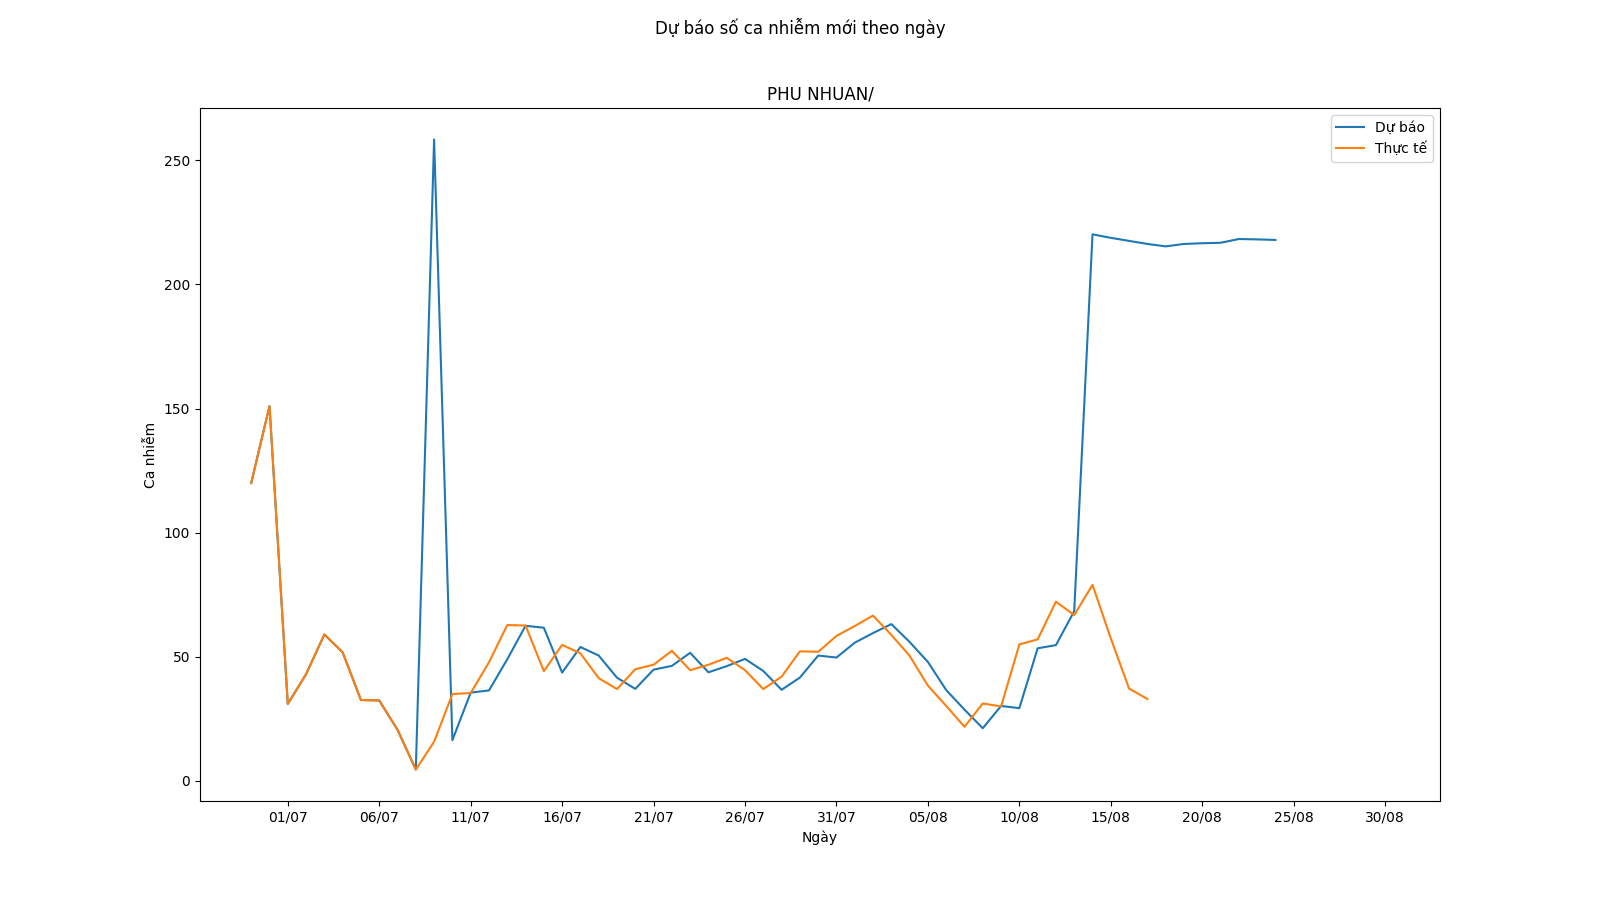 Dự báo số ca nhiễm mới theo ngày
PHU NHUAN/
Dự báo
Thực tế
250
200
150
100
50
0
Ca nhiễm
01/07 06/07 11/07 16/07 21/07 26/07 31/07 05/08 10/08 15/08 20/08 25/08 30/08
Ngày